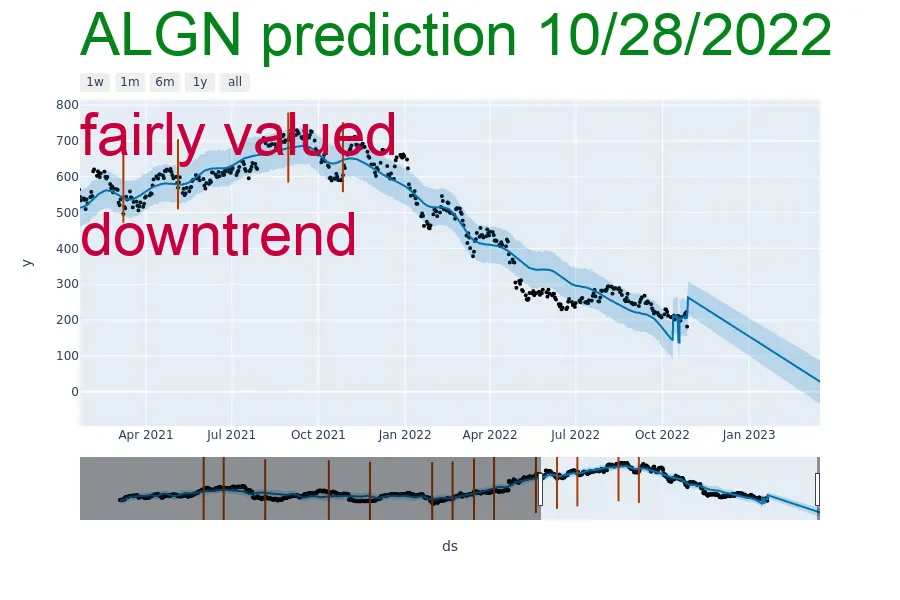 ALGN prediction 10/28/2022
1w 1m 6m 1y all
800
fairly valued
700
600
500
downtrend
400
300
200
100
0
y
Apr 2021 Jul 2021 Oct 2021 Jan 2022 Apr 2022 Jul 2022 Oct 2022 Jan 2023
ds